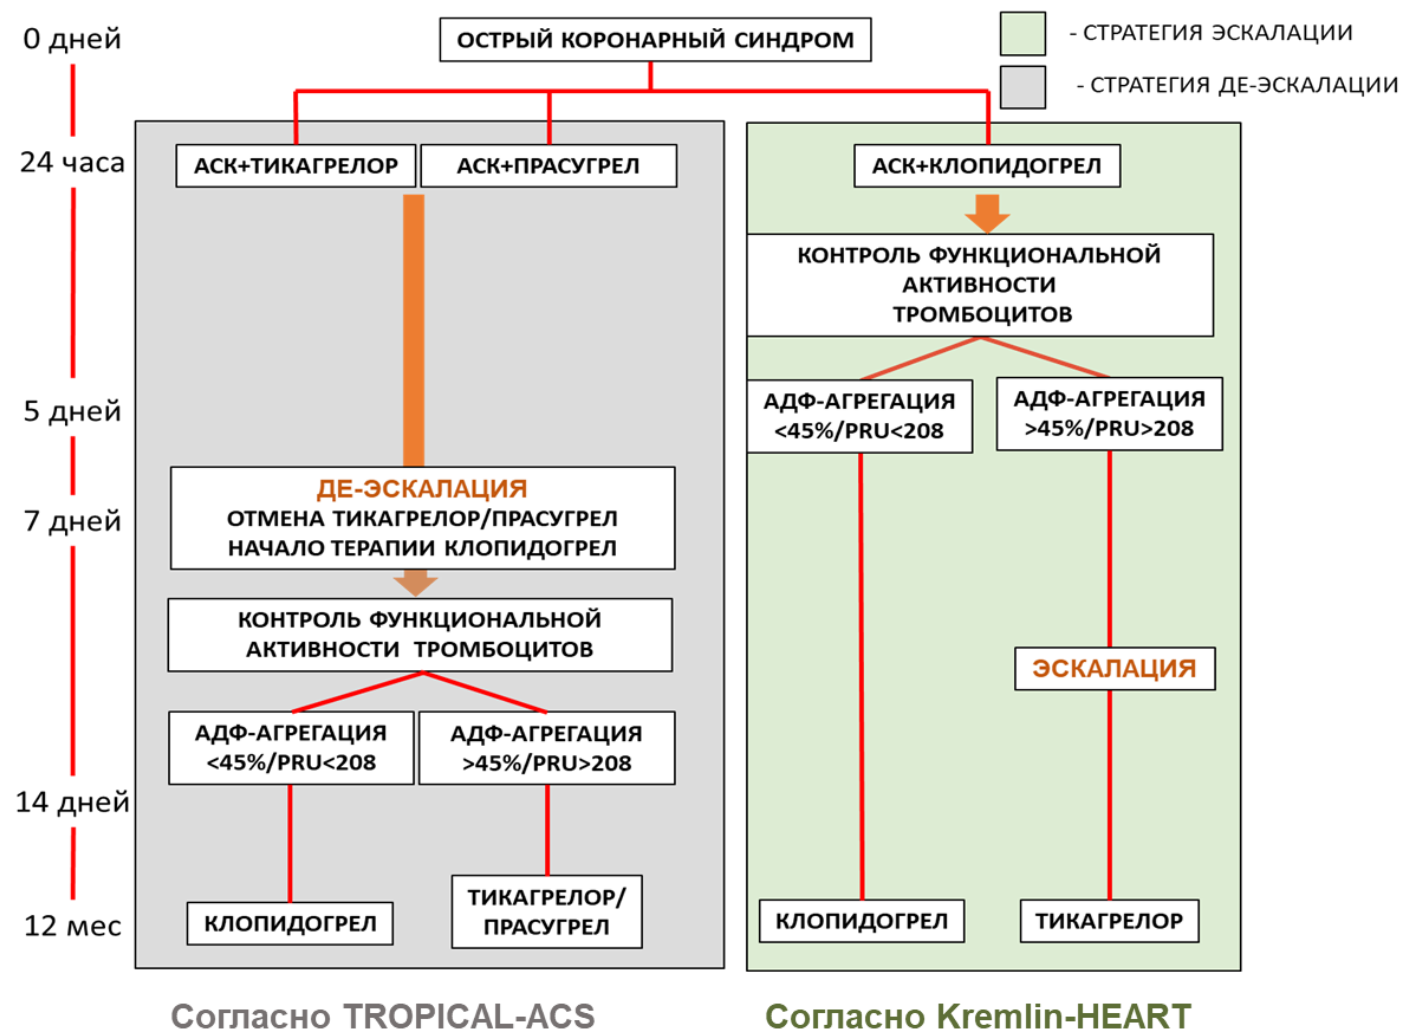 0 дней
ОСТРЫЙ КОРОНАРНЫЙ СИНДРОМ
- СТРАТЕГИЯ ЭСКАЛАЦИИ
- СТРАТЕГИЯ ДЕ-ЭСКАЛАЦИИ
24 часа
АСК+ТИКАГРЕЛОР
АСК+ПРАСУГРЕЛ
АСК+КЛОПИДОГРЕЛ
КОНТРОЛЬ ФУНКЦИОНАЛЬНОЙ
АКТИВНОСТИ
ТРОМБОЦИТОВ
5 дней
АДФ-АГРЕГАЦИЯ
<45%/PRU<208
АДФ-АГРЕГАЦИЯ
>45%/PRU>208
7 дней
ДЕ-ЭСКАЛАЦИЯ
ОТМЕНА ТИКАГРЕЛОР/ПРАСУГРЕЛ
НАЧАЛО ТЕРАПИИ КЛОПИДОГРЕЛ
КОНТРОЛЬ ФУНКЦИОНАЛЬНОЙ
АКТИВНОСТИ ТРОМБОЦИТОВ
ЭСКАЛАЦИЯ
АДФ-АГРЕГАЦИЯ
<45%/PRU<208
АДФ-АГРЕГАЦИЯ
>45%/PRU>208
14 дней
12 мес
КЛОПИДОГРЕЛ
ТИКАГРЕЛОР/
ПРАСУГРЕЛ
КЛОПИДОГРЕЛ
ТИКАГРЕЛОР
Согласно TROPICAL-ACS
Согласно Kremlin-HEART